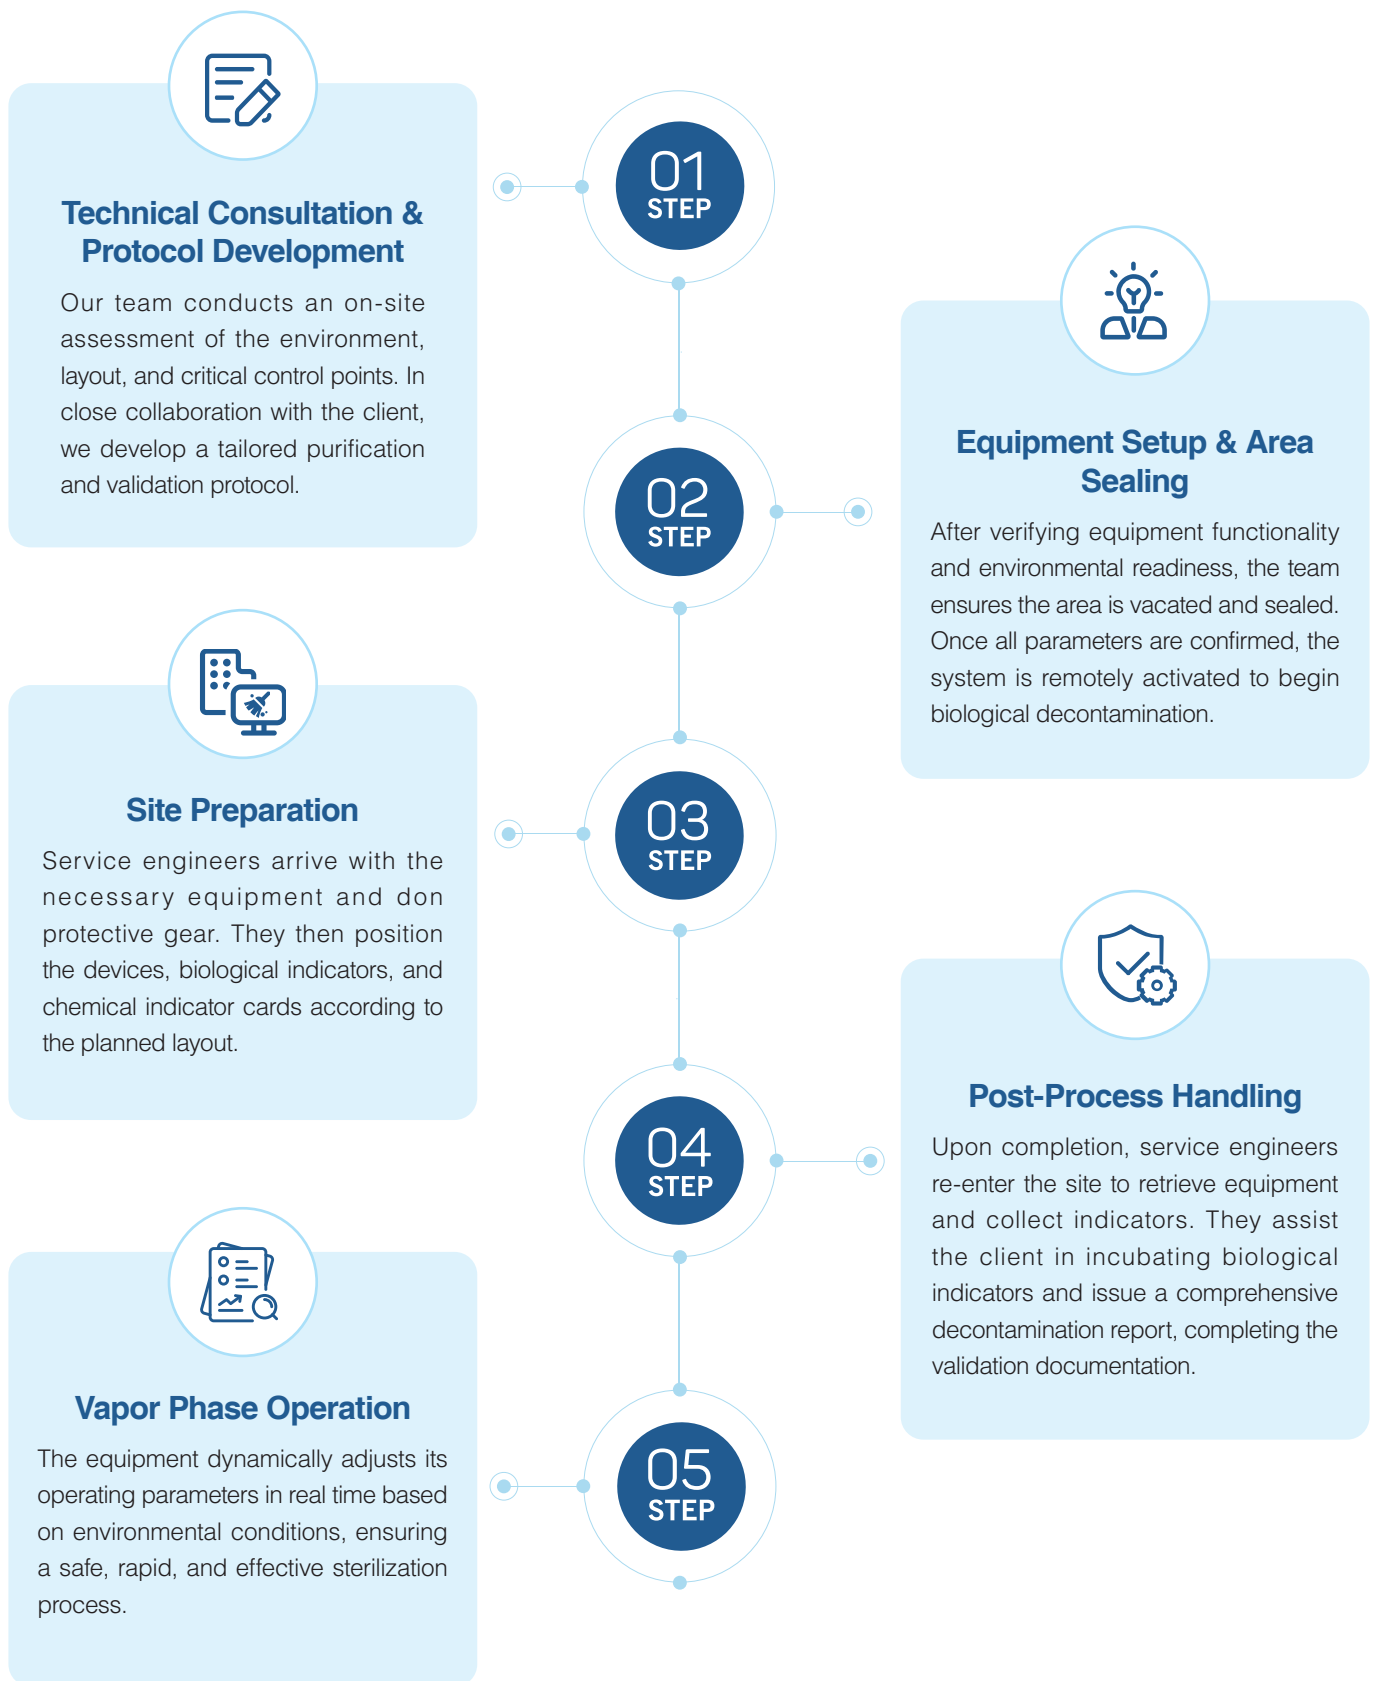 01
STEP
Technical Consultation &
Protocol Development
Our team conducts an on-site
assessment of the environment,
layout, and critical control points. In
close collaboration with the client,
we develop a tailored purification
and validation protocol.
02
STEP
Equipment Setup & Area
Sealing
After verifying equipment functionality
and environmental readiness, the team
ensures the area is vacated and sealed.
Once all parameters are confirmed, the
system is remotely activated to begin
biological decontamination.
03
STEP
Site Preparation
Service engineers arrive with the
necessary equipment and don
protective gear. They then position
the devices, biological indicators, and
chemical indicator cards according to
the planned layout.
04
STEP
Post-Process Handling
Upon completion, service engineers
re-enter the site to retrieve equipment
and collect indicators. They assist
the client in incubating biological
indicators and issue a comprehensive
decontamination report, completing the
validation documentation.
05
STEP
Vapor Phase Operation
The equipment dynamically adjusts its
operating parameters in real time based
on environmental conditions, ensuring
a safe, rapid, and effective sterilization
process.